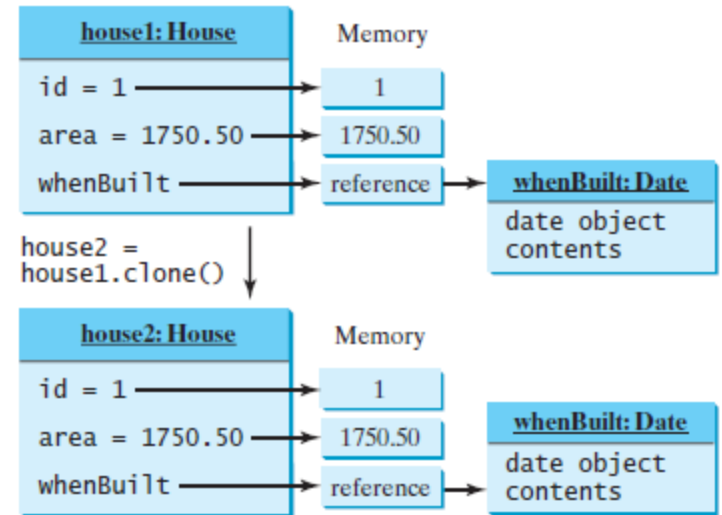 house1: House
Memory
id = 1
1
area = 1750.50
1750.50
whenBuilt
reference
whenBuilt: Date
date object
contents
house2 =
house1.clone()
house2: House
Memory
id = 1
1
area = 1750.50
1750.50
whenBuilt
reference
whenBuilt: Date
date object
contents